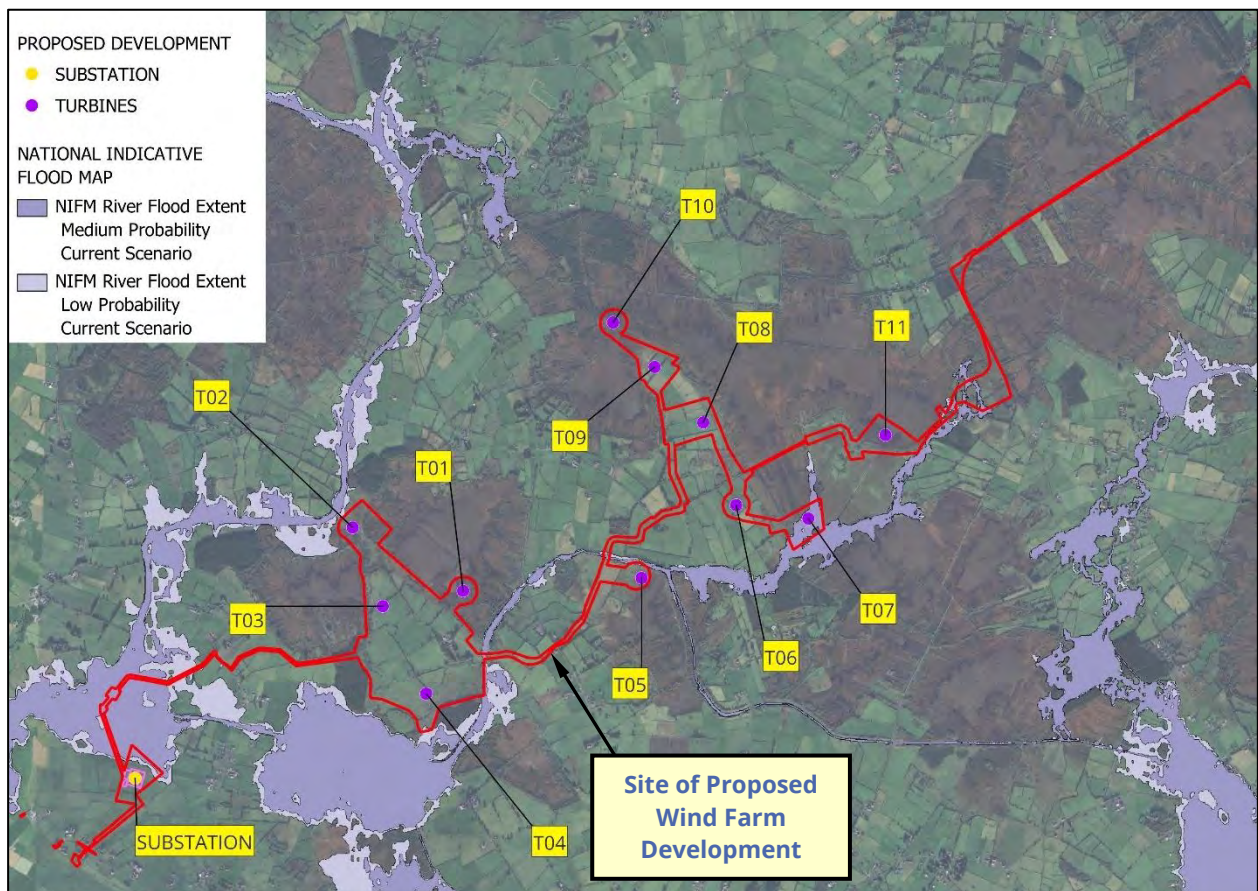 PROPOSED DEVELOPMENT
SUBSTATION
TURBINES
NATIONAL INDICATIVE
FLOOD MAP
NIFM River Flood Extent
Medium Probability
Current Scenario
NIFM River Flood Extent
Low Probability
Current Scenario
T10
T08
T11
T02
T09
T01
T03
T07
T06
T05
SUBSTATION
T04
Site of Proposed
Wind Farm
Development